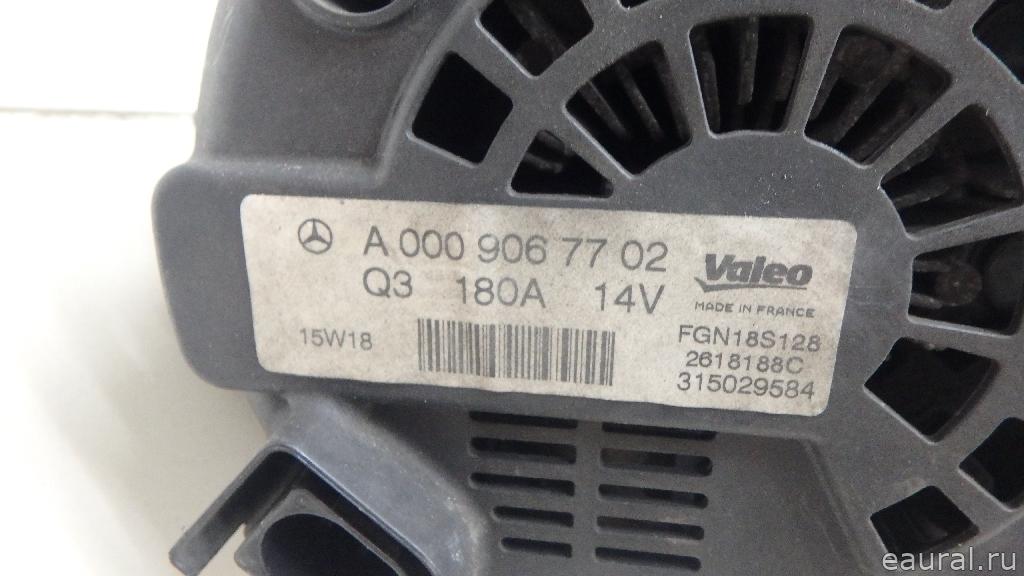 A 000 906 77 02
Q3 180A 14V
15W18
Valeo
MADE IN FRANCE
FGN18S128
2618188C
315029584
eaural.ru